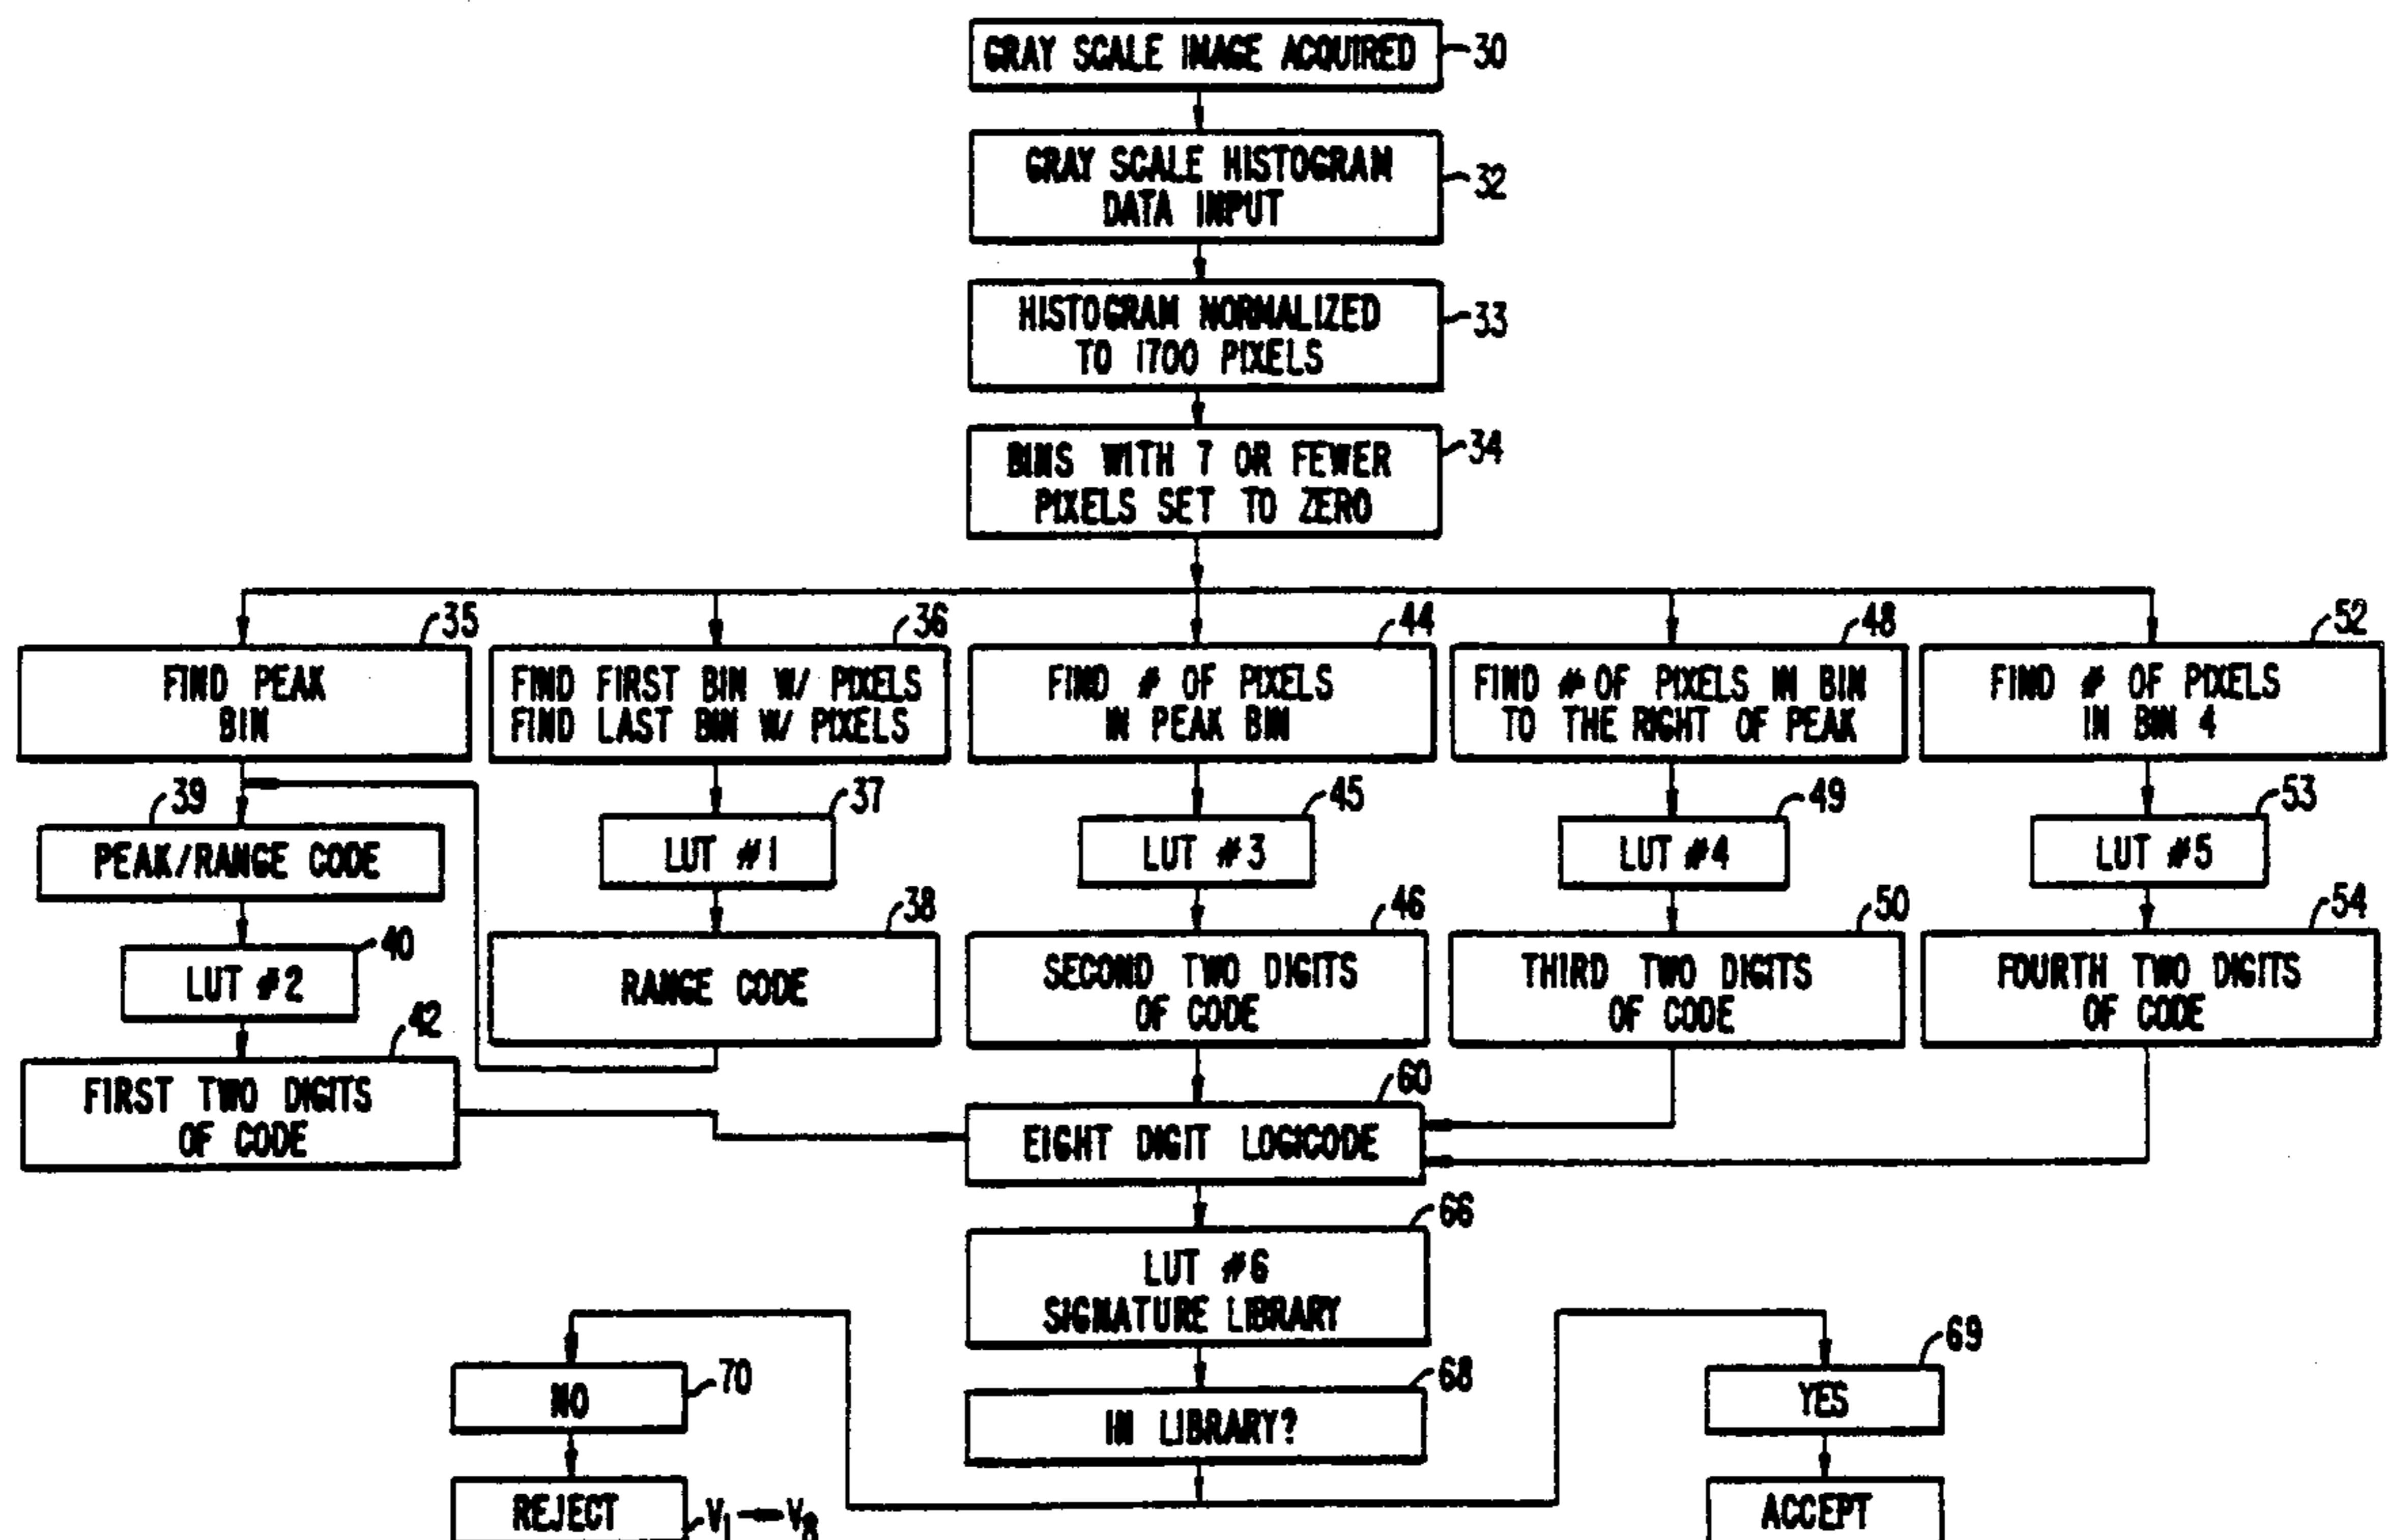 GRAY SCALE IMAGE ACQUIRED
30
GRAY SCALE HISTOGRAM
DATA INPUT
32
HISTOGRAM NORMALIZED
TO 1700 PIXELS
33
BINS WITH 7 OR FEWER
PIXELS SET TO ZERO
34
35
FIND PEAK
BIN
36
FIND FIRST BIN W/ PIXELS
FIND LAST BIN W/ PIXELS
44
FIND # OF PIXELS
IN PEAK BIN
48
FIND # OF PIXELS IN BIN
TO THE RIGHT OF PEAK
52
FIND # OF PIXELS
IN BIN 4
39
PEAK/RANGE CODE
37
LUT #1
45
LUT #3
49
LUT #4
53
LUT #5
40
LUT #2
38
RANGE CODE
46
SECOND TWO DIGITS
OF CODE
50
THIRD TWO DIGITS
OF CODE
54
FOURTH TWO DIGITS
OF CODE
42
FIRST TWO DIGITS
OF CODE
60
EIGHT DIGIT LOGICODE
66
LUT #6
SIGNATURE LIBRARY
68
IN LIBRARY?
70
NO
REJECT
V1 V8
69
YES
ACCEPT